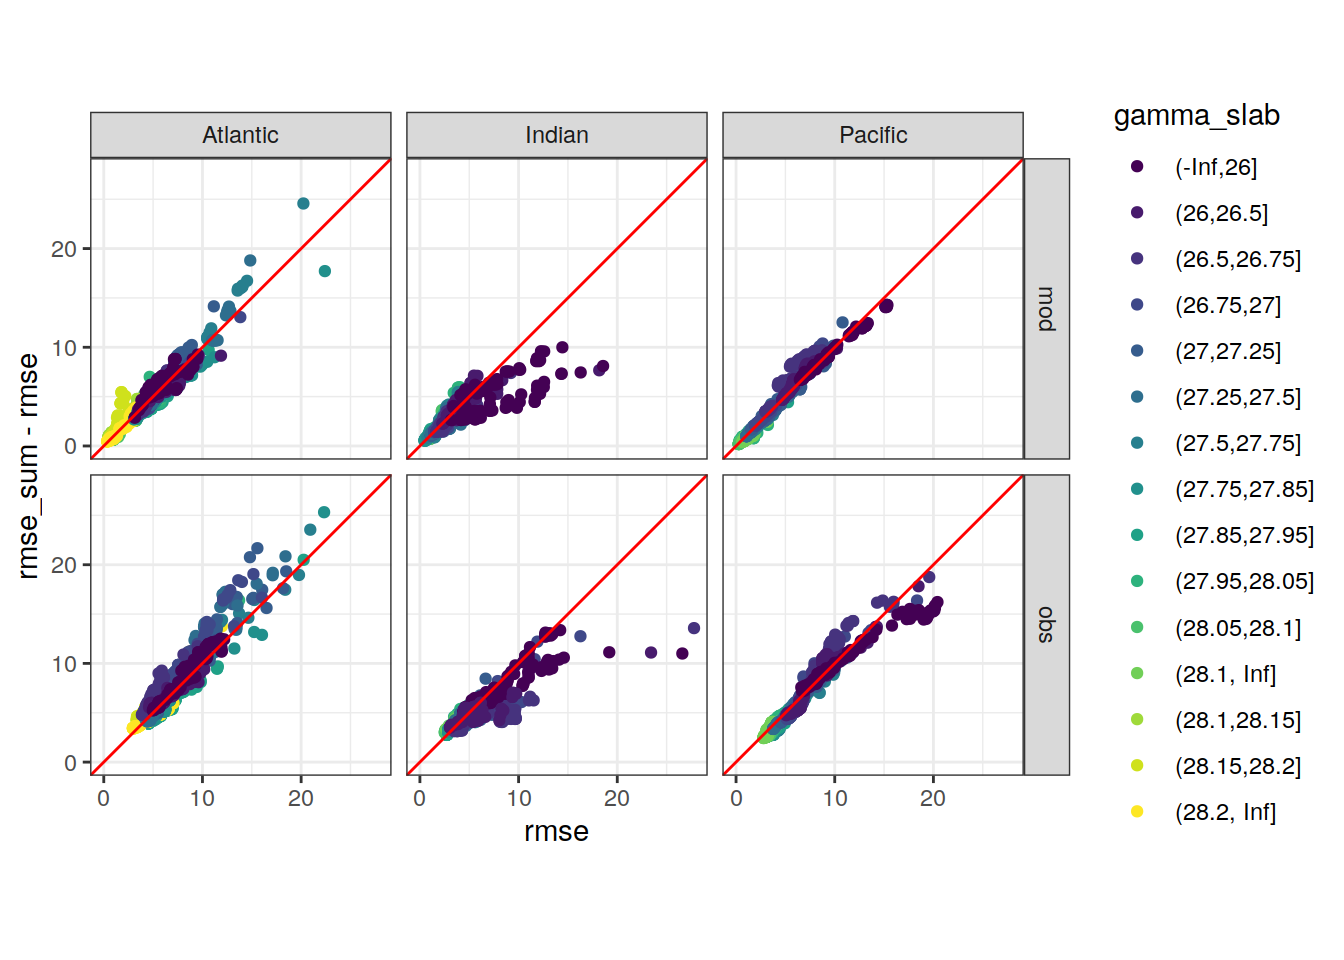 Atlantic
Indian
Pacific
mod
obs
20
10
0
20
10
0
0
10
20
0
10
20
0
10
20
rmse
rmse_sum - rmse
gamma_slab
(-Inf,26]
(26,26.5]
(26.5,26.75]
(26.75,27]
(27,27.25]
(27.25,27.5]
(27.5,27.75]
(27.75,27.85]
(27.85,27.95]
(27.95,28.05]
(28.05,28.1]
(28.1, Inf]
(28.1,28.15]
(28.15,28.2]
(28.2, Inf]